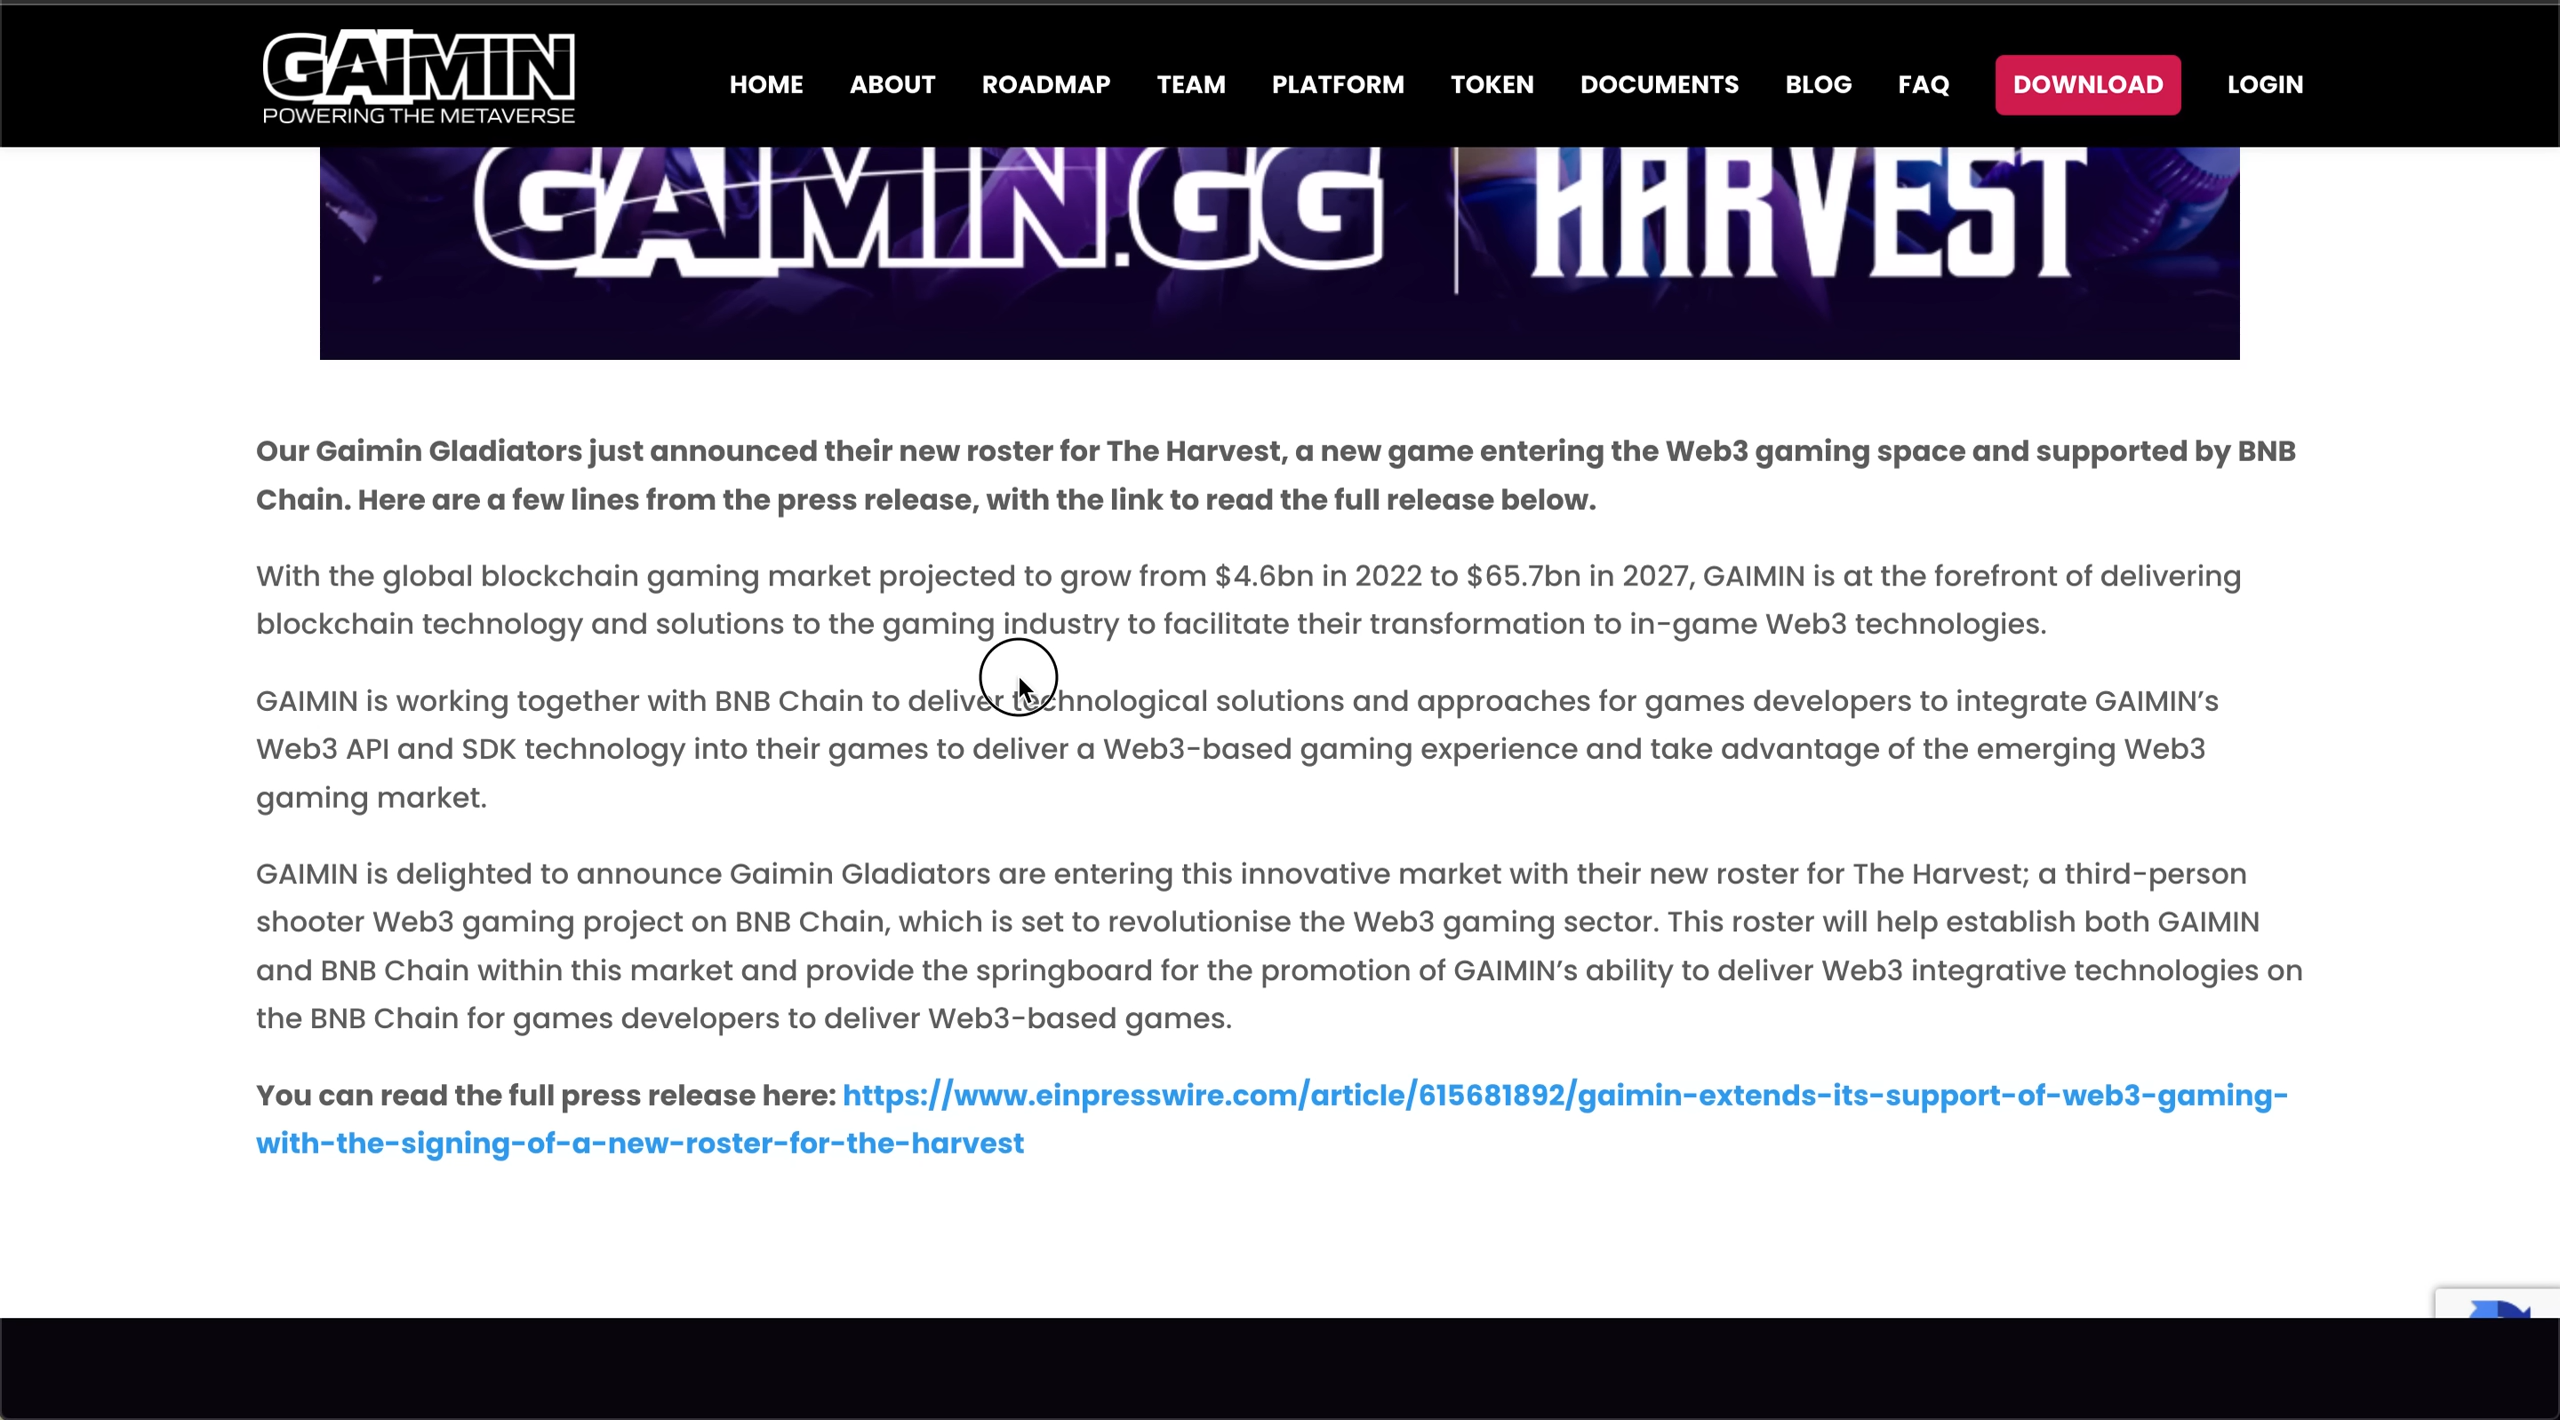 GAIMIN
POWERING THE METAVERSE
HOME ABOUT ROADMAP TEAM PLATFORM TOKEN DOCUMENTS BLOG FAQ DOWNLOAD LOGIN
GAIMIN.GG | HARVEST
Our Gaimin Gladiators just announced their new roster for The Harvest, a new game entering the Web3 gaming space and supported by BNB
Chain. Here are a few lines from the press release, with the link to read the full release below.
With the global blockchain gaming market projected to grow from $4.6bn in 2022 to $65.7bn in 2027, GAIMIN is at the forefront of delivering
blockchain technology and solutions to the gaming industry to facilitate their transformation to in-game Web3 technologies.
GAIMIN is working together with BNB Chain to deliver technological solutions and approaches for games developers to integrate GAIMIN’s
Web3 API and SDK technology into their games to deliver a Web3-based gaming experience and take advantage of the emerging Web3
gaming market.
GAIMIN is delighted to announce Gaimin Gladiators are entering this innovative market with their new roster for The Harvest; a third-person
shooter Web3 gaming project on BNB Chain, which is set to revolutionise the Web3 gaming sector. This roster will help establish both GAIMIN
and BNB Chain within this market and provide the springboard for the promotion of GAIMIN’s ability to deliver Web3 integrative technologies on
the BNB Chain for games developers to deliver Web3-based games.
You can read the full press release here: https://www.einpresswire.com/article/615681892/gaimin-extends-its-support-of-web3-gaming-
with-the-signing-of-a-new-roster-for-the-harvest